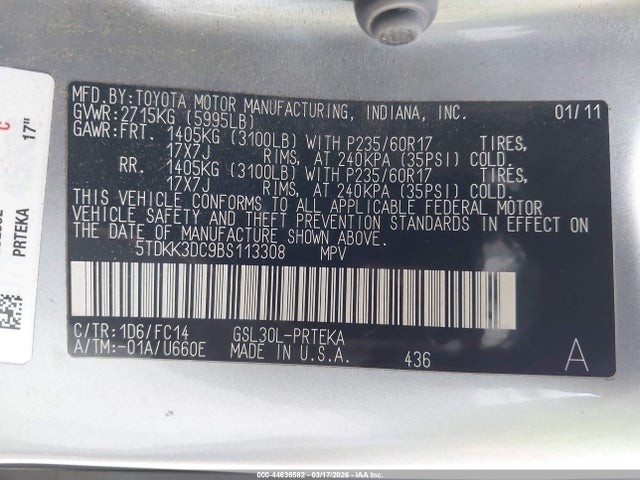 MFD.BY:TOYOTA MOTOR MANUFACTURING, INDIANA, INC. 01/11
GVWR:2715KG (5995LB)
GAWR:FRT. 1405KG (3100LB) WITH P235/60R17 TIRES,
17X7J RIMS, AT 240KPA (35PSI) COLD.
RR. 1405KG (3100LB) WITH P235/60R17 TIRES,
17X7J RIMS, AT 240KPA (35PSI) COLD.
THIS VEHICLE CONFORMS TO ALL APPLICABLE FEDERAL MOTOR
VEHICLE SAFETY AND THEFT PREVENTION STANDARDS IN EFFECT ON
THE DATE OF MANUFACTURE SHOWN ABOVE.
5TDKK3DC9BS113308 MPV
C/TR:1D6/FC14 GSL30L-PRTEKA
A/TM:-01A/U660E MADE IN U.S.A. 436 A
C
17"
PRTEKA
000-44636582 — 03/17/2026 — IAA Inc.